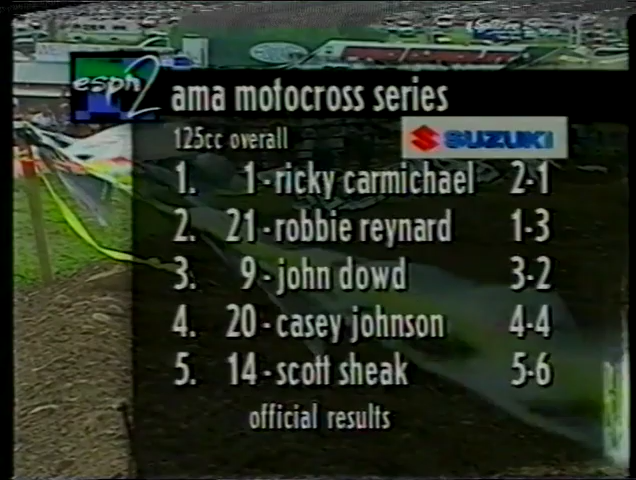 espn2
ama motocross series
125cc overall
SUZUKI
1. 1-ricky carmichael 2-1
2. 21-robbie reynard 1-3
3. 9-john dowd 3-2
4. 20-casey johnson 4-4
5. 14-scott sheak 5-6
official results